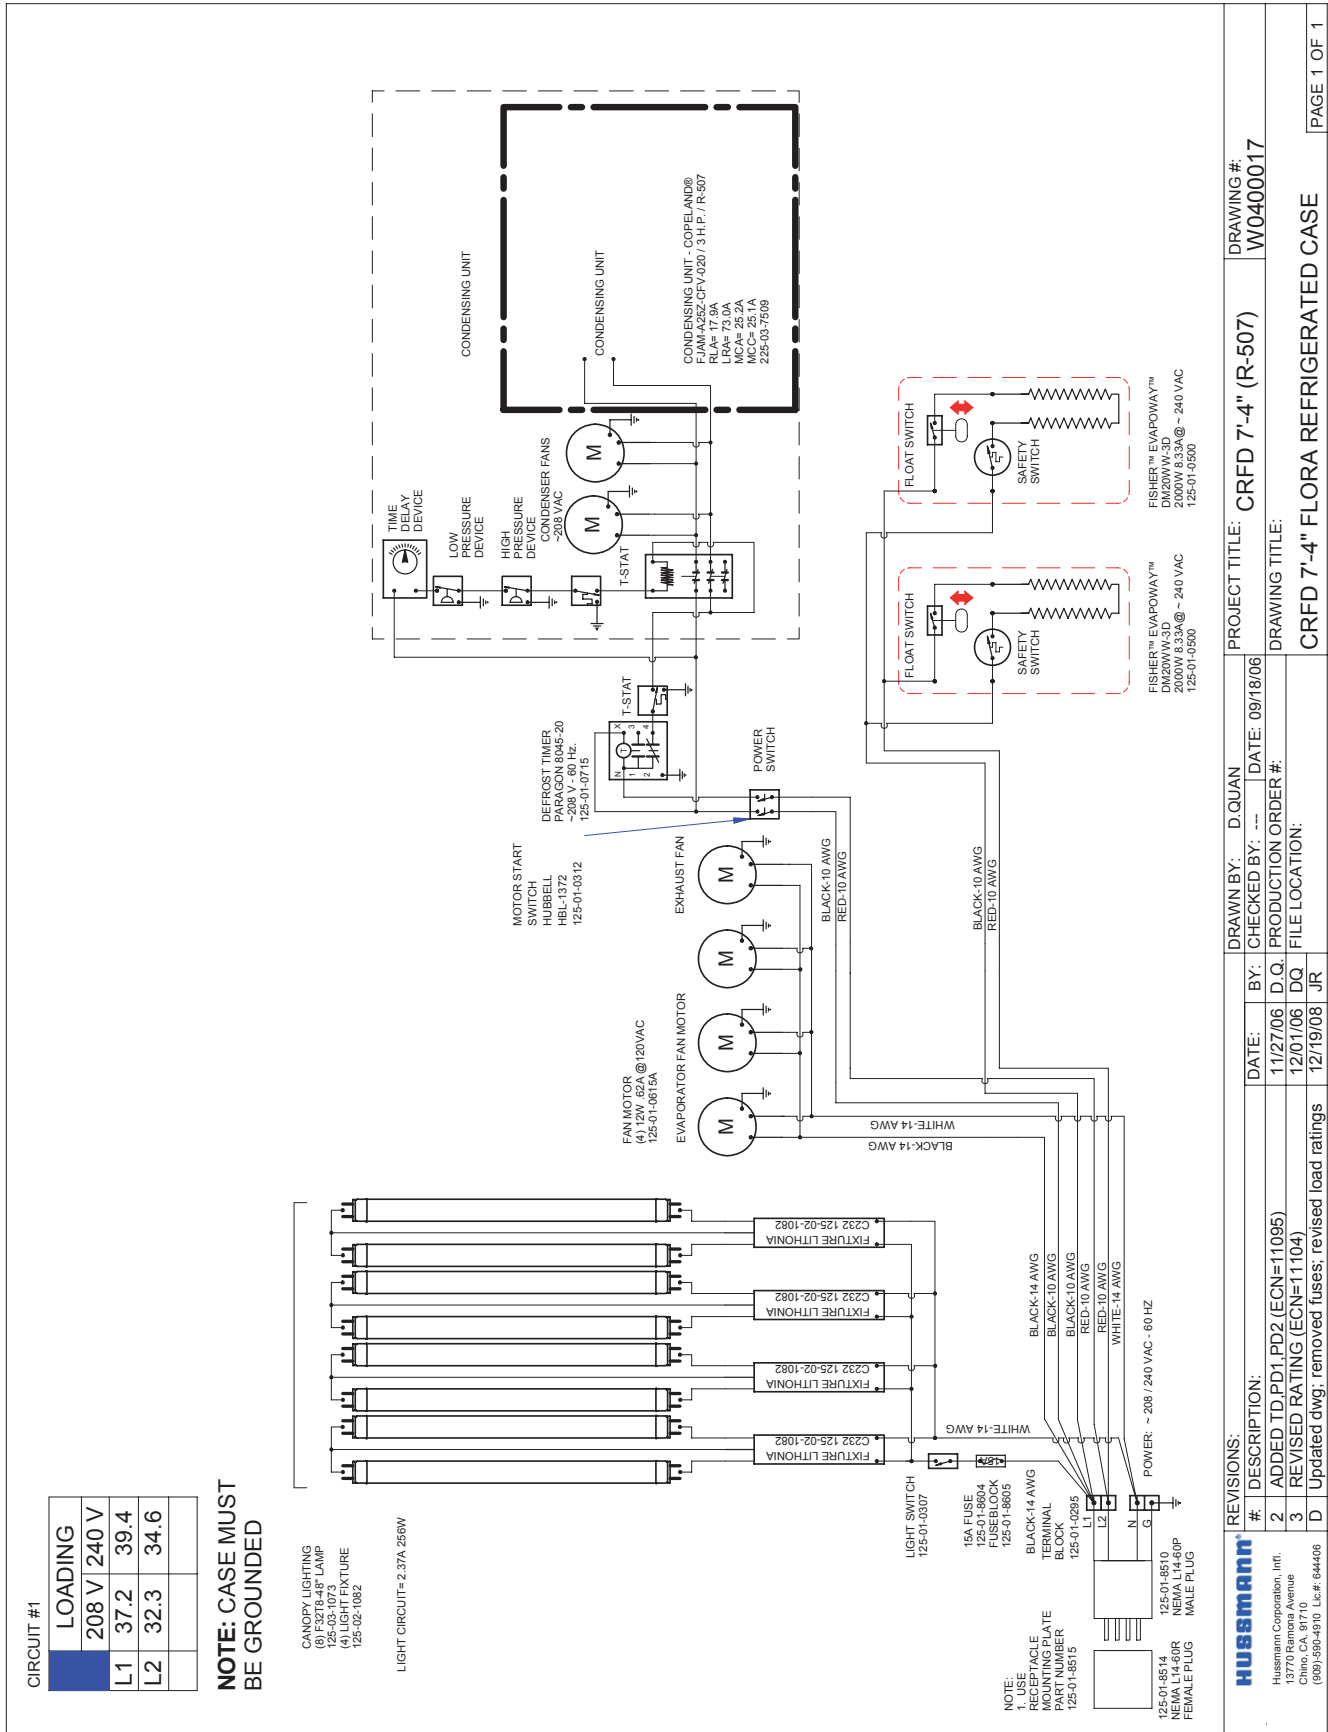 CIRCUIT #1
LOADING
208 V 240 V
L1 37.2 39.4
L2 32.3 34.6
NOTE: CASE MUST
BE GROUNDED
CANOPY LIGHTING
(8) F32T8-48" LAMP
125-03-1073
(4) LIGHT FIXTURE
125-02-1082
LIGHT CIRCUIT= 2.37A 256W
FIXTURE LITHONIA
C232 125-02-1082
FIXTURE LITHONIA
C232 125-02-1082
FIXTURE LITHONIA
C232 125-02-1082
FIXTURE LITHONIA
C232 125-02-1082
WHITE-14 AWG
LIGHT SWITCH
125-01-0307
15A FUSE
125-01-8604
FUSEBLOCK
125-01-8605
15A
BLACK-14 AWG
TERMINAL
BLOCK
125-01-0295
L1
L2
N
G
NOTE:
1. USE
RECEPTACLE
MOUNTING PLATE
PART NUMBER
125-01-8515
125-01-8514
NEMA L14-60R
FEMALE PLUG
125-01-8510
NEMA L14-60P
MALE PLUG
POWER: ~ 208 / 240 VAC - 60 HZ
BLACK-14 AWG
BLACK-10 AWG
BLACK-10 AWG
RED-10 AWG
RED-10 AWG
WHITE-14 AWG
FAN MOTOR
(4) 12W .62A @120VAC
125-01-0615A
EVAPORATOR FAN MOTOR
M
M
M
M
EXHAUST FAN
BLACK-14 AWG
WHITE-14 AWG
MOTOR START
SWITCH
HUBBELL
HBL-1372
125-01-0312
DEFROST TIMER
PARAGON 8045-20
~208 V - 60 Hz.
125-01-0715
N
X
T
1
3
2
4
T-STAT
POWER
SWITCH
BLACK-10 AWG
RED-10 AWG
BLACK-10 AWG
RED-10 AWG
TIME
DELAY
DEVICE
LOW
PRESSURE
DEVICE
HIGH
PRESSURE
DEVICE
T-STAT
CONDENSER FANS
~208 VAC
M
M
CONDENSING UNIT
CONDENSING UNIT
CONDENSING UNIT - COPELAND®
FJAM-A25Z-CFV-020 / 3 H.P. / R-507
RLA= 17.9A
LRA= 73.0A
MCA= 25.2A
MCC= 25.1A
225-03-7509
FLOAT SWITCH
SAFETY
SWITCH
FISHER™ EVAPOWAY™
DM20WW-3D
2000W 8.33A@ ~ 240 VAC
125-01-0500
FLOAT SWITCH
SAFETY
SWITCH
FISHER™ EVAPOWAY™
DM20WW-3D
2000W 8.33A@ ~ 240 VAC
125-01-0500
HUSSMANN®
Hussmann Corporation, Intl.
13770 Ramona Avenue
Chino, CA. 91710
(909)-590-4910 Lic.#: 644406
REVISIONS:
#: DESCRIPTION: DATE: BY:
2 ADDED TD,PD1,PD2 (ECN=11095) 11/27/06 D.Q.
3 REVISED RATING (ECN=11104) 12/01/06 DQ
D Updated dwg; removed fuses; revised load ratings 12/19/08 JR
DRAWN BY: D.QUAN
CHECKED BY: --- DATE: 09/18/06
PRODUCTION ORDER #:
FILE LOCATION:
PROJECT TITLE: CRFD 7'-4" (R-507)
DRAWING #:
W0400017
DRAWING TITLE:
CRFD 7'-4" FLORA REFRIGERATED CASE
PAGE 1 OF 1